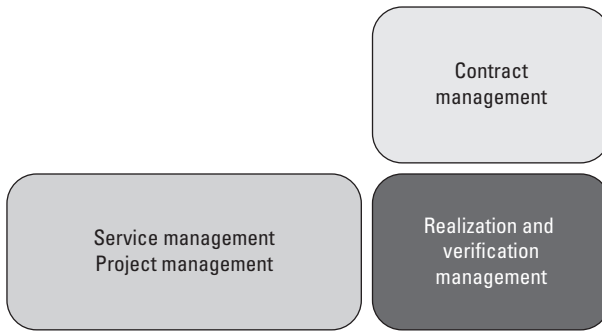 Contract
management
Service management
Project management
Realization and
verification
management